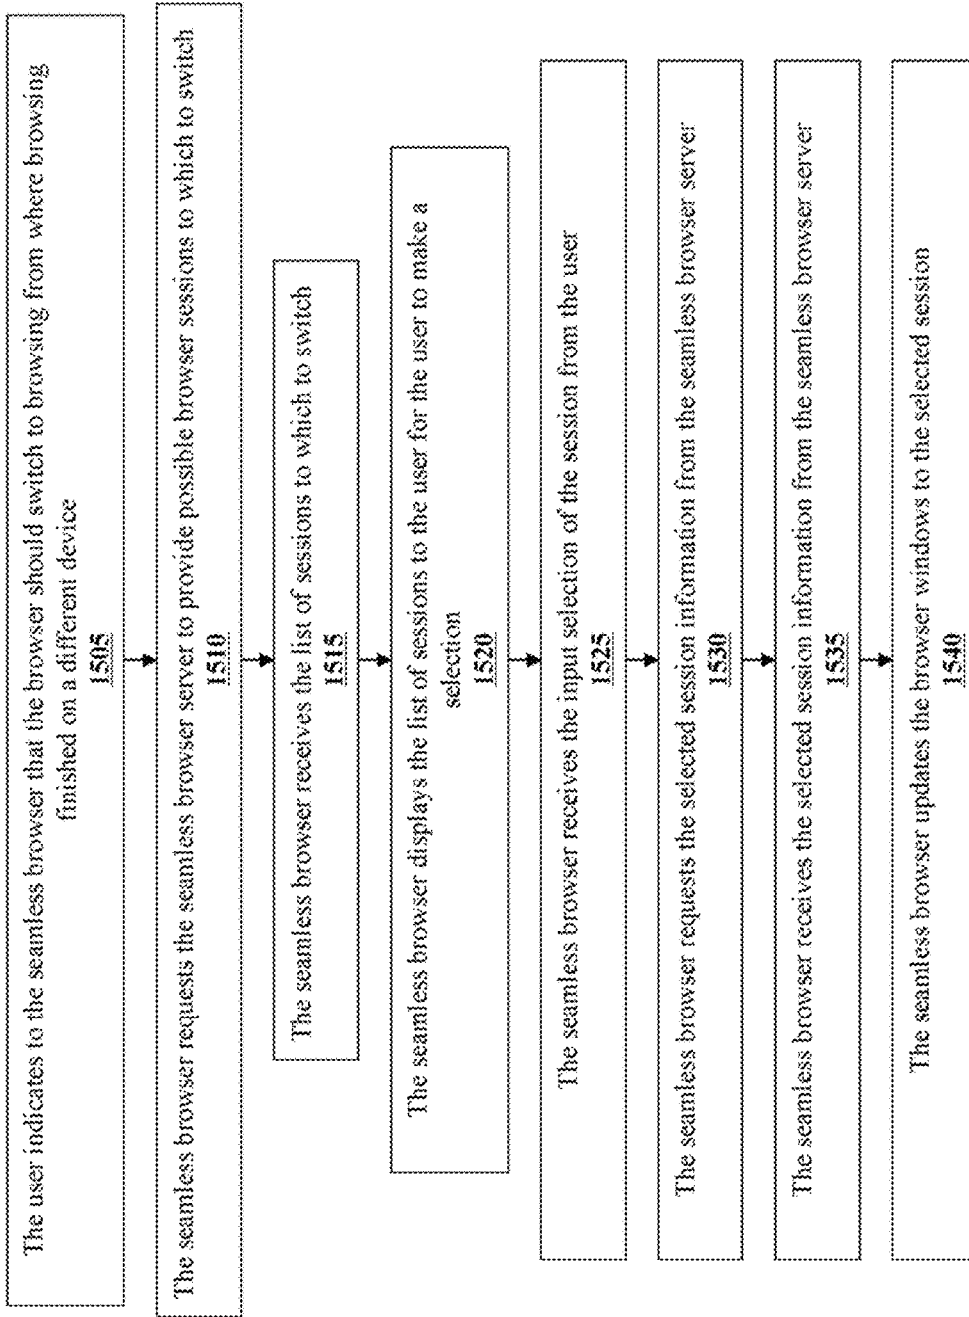 The user indicates to the seamless browser that the browser should switch to browsing from where browsing
finished on a different device
1505
The seamless browser requests the seamless browser server to provide possible browser sessions to which to switch
1510
The seamless browser receives the list of sessions to which to switch
1515
The seamless browser displays the list of sessions to the user for the user to make a
selection
1520
The seamless browser receives the input selection of the session from the user
1525
The seamless browser requests the selected session information from the seamless browser server
1530
The seamless browser receives the selected session information from the seamless browser server
1535
The seamless browser updates the browser windows to the selected session
1540